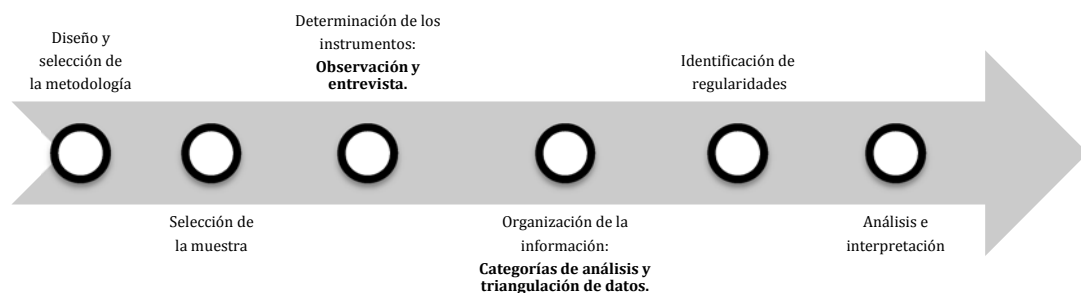 Diseño y
selección de
la metodología
Selección de
la muestra
Determinación de los
instrumentos:
Observación y
entrevista.
Organización de la
información:
Categorías de análisis y
triangulación de datos.
Identificación de
regularidades
Análisis e
interpretación